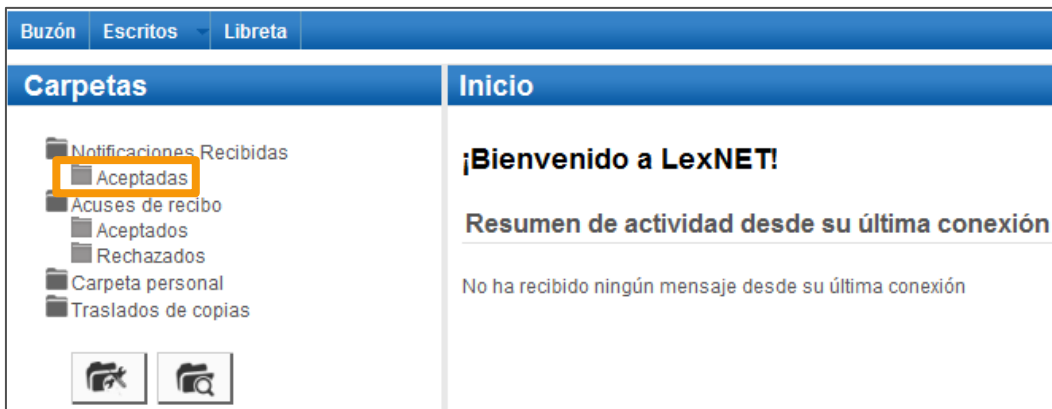 Buzón Escritos Libreta
Carpetas
Notificaciones Recibidas
Aceptadas
Acuses de recibo
Aceptados
Rechazados
Carpeta personal
Traslados de copias
Inicio
¡Bienvenido a LexNET!
Resumen de actividad desde su última conexión
No ha recibido ningún mensaje desde su última conexión